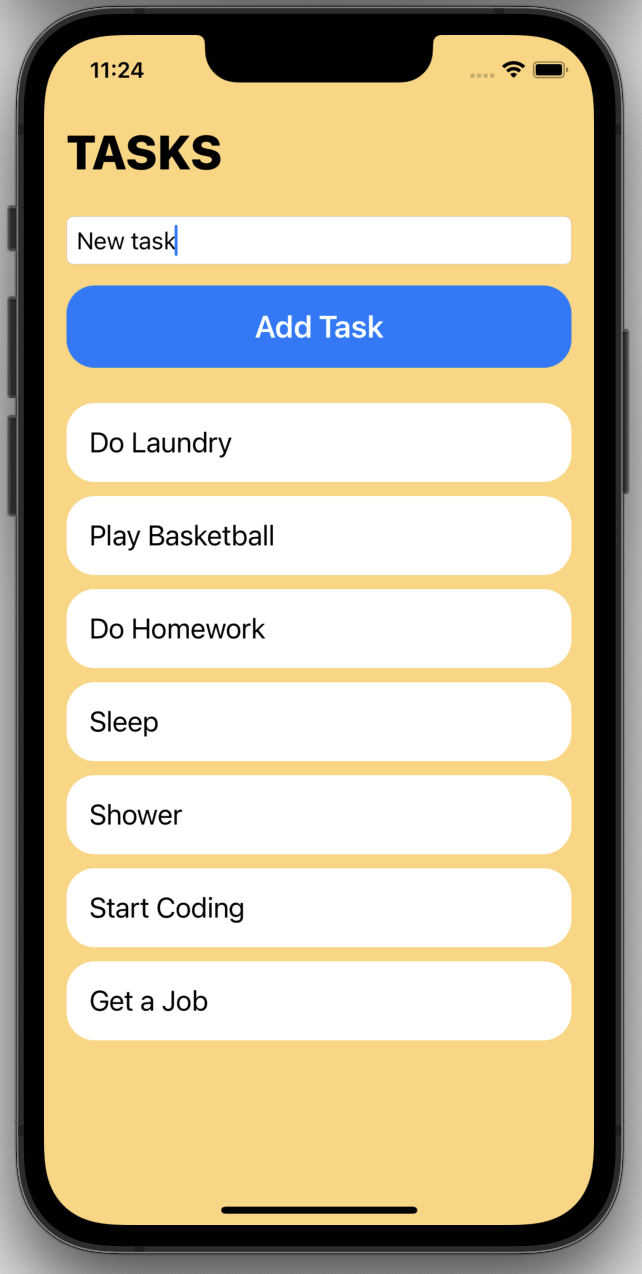 11:24
TASKS
New task
Add Task
Do Laundry
Play Basketball
Do Homework
Sleep
Shower
Start Coding
Get a Job